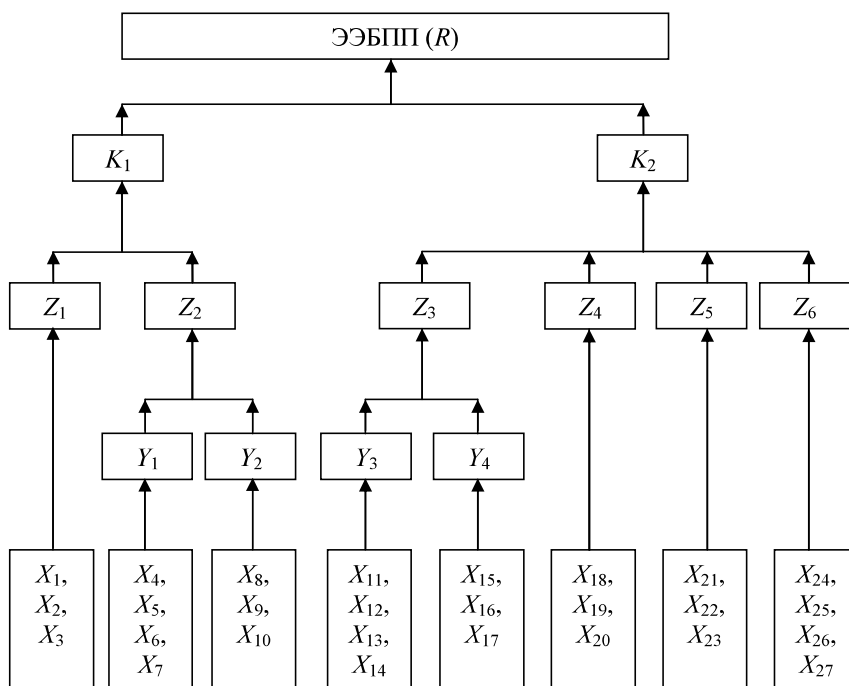 ЭЭБПП (R)
K₁ K₂
Z₁ Z₂ Z₃ Z₄ Z₅ Z₆
Y₁ Y₂ Y₃ Y₄
X₁, X₄, X₈, X₁₁, X₁₅, X₁₈, X₂₁, X₂₄,
X₂, X₅, X₉, X₁₂, X₁₆, X₁₉, X₂₂, X₂₅,
X₃ X₆, X₁₀ X₁₃, X₁₇ X₂₀ X₂₃ X₂₆,
X₇ X₁₄ X₂₇